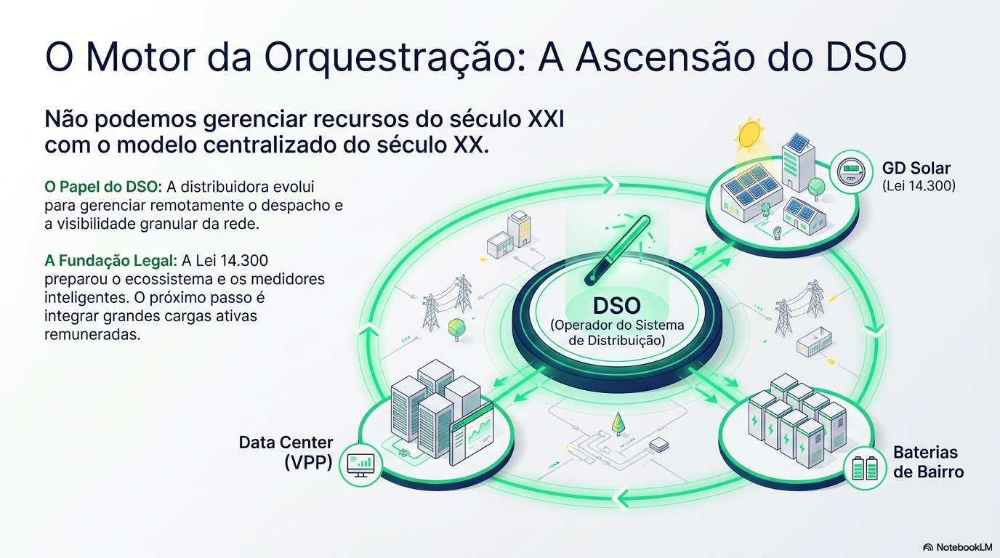 O Motor da Orquestração: A Ascensão do DSO
Não podemos gerenciar recursos do século XXI
com o modelo centralizado do século XX.
O Papel do DSO: A distribuidora evolui
para gerenciar remotamente o despacho e
a visibilidade granular da rede.
A Fundação Legal: A Lei 14.300
preparou o ecossistema e os medidores
inteligentes. O próximo passo é
integrar grandes cargas ativas
remuneradas.
GD Solar
(Lei 14.300)
DSO
(Operador do Sistema
de Distribuição)
Data Center
(VPP)
Baterias
de Bairro
NotebookLM